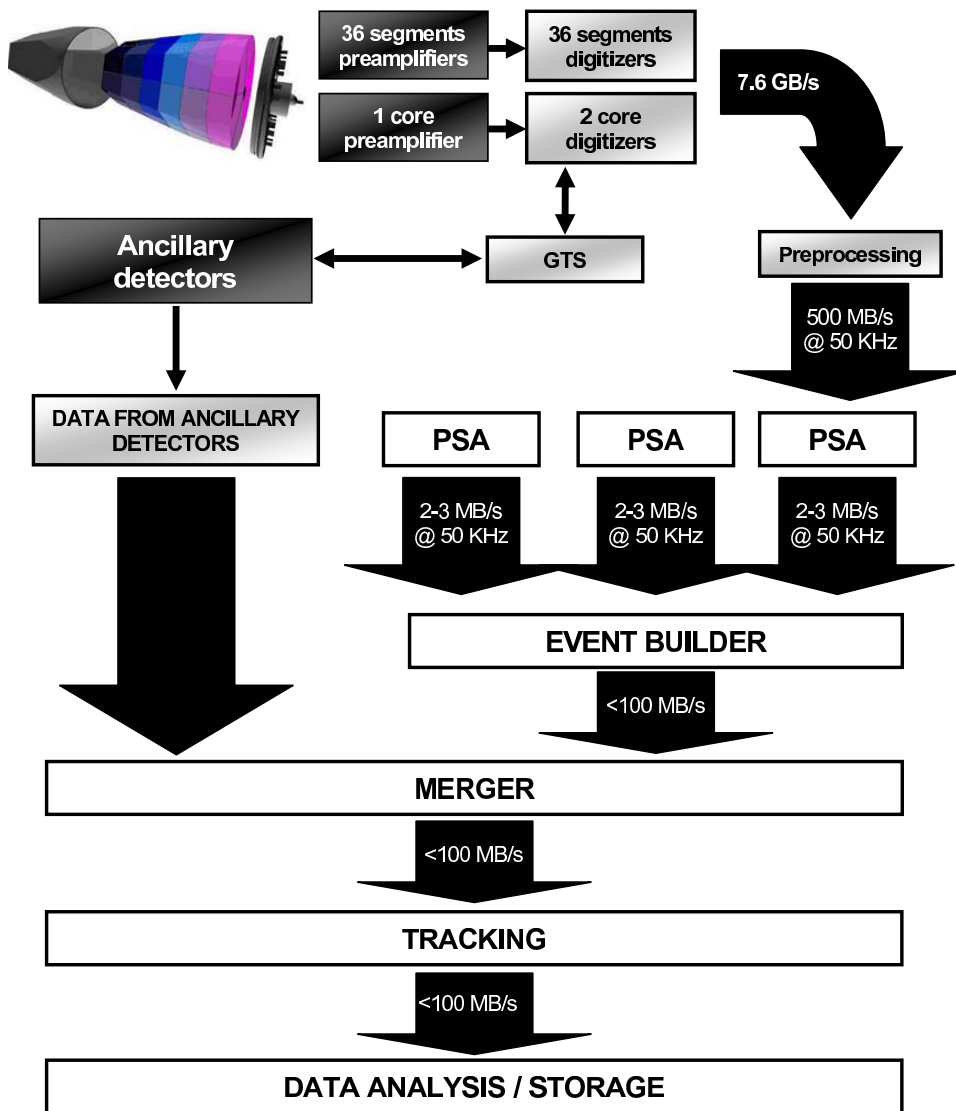 36 segments
preamplifiers
36 segments
digitizers
7.6 GB/s
1 core
preamplifier
2 core
digitizers
Ancillary
detectors
GTS
Preprocessing
500 MB/s
@ 50 KHz
DATA FROM ANCILLARY
DETECTORS
PSA
PSA
PSA
2-3 MB/s
@ 50 KHz
2-3 MB/s
@ 50 KHz
2-3 MB/s
@ 50 KHz
EVENT BUILDER
<100 MB/s
MERGER
<100 MB/s
TRACKING
<100 MB/s
DATA ANALYSIS / STORAGE